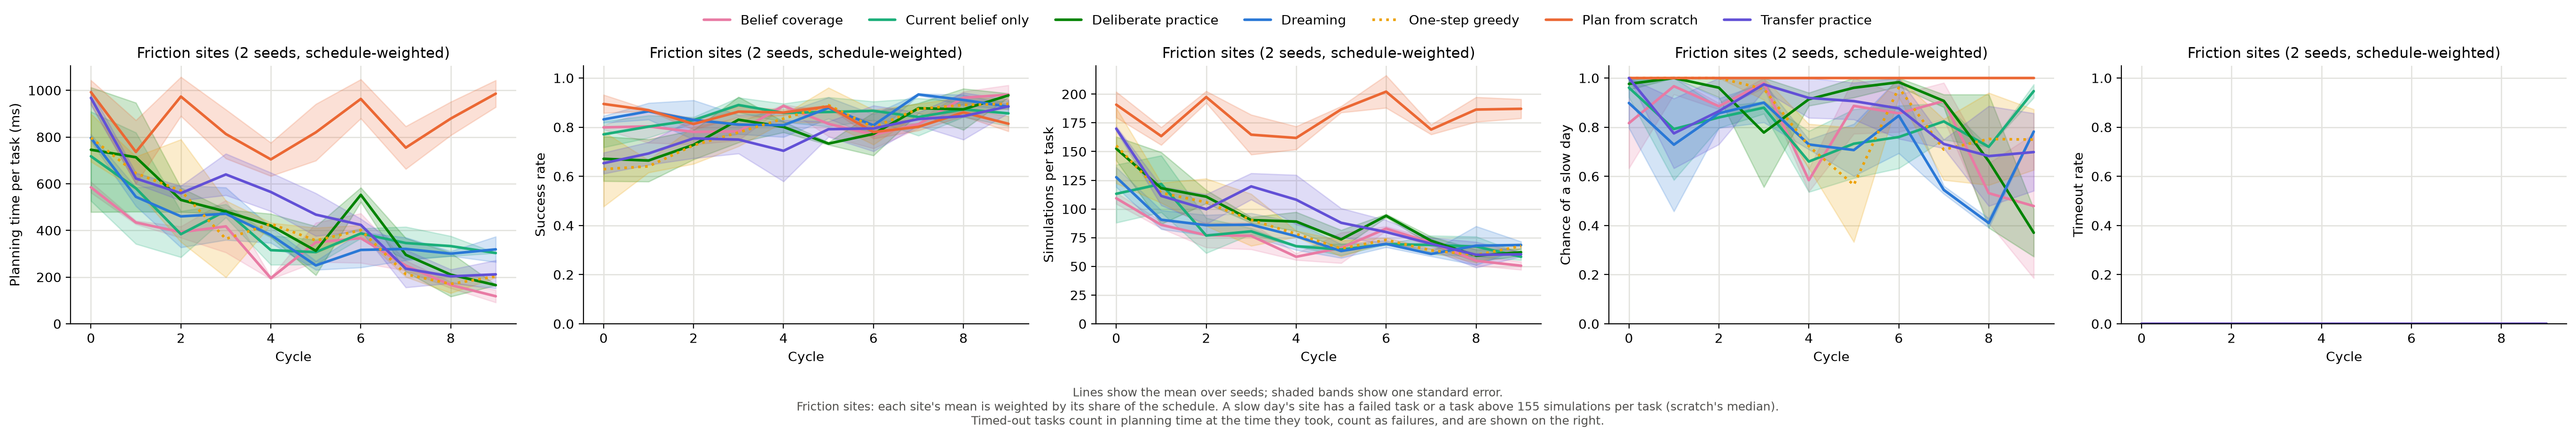 Belief coverage Current belief only Deliberate practice Dreaming One-step greedy Plan from scratch Transfer practice
Friction sites (2 seeds, schedule-weighted)
Planning time per task (ms)
1000
800
600
400
200
0
0 2 4 6 8
Cycle
Friction sites (2 seeds, schedule-weighted)
Success rate
1.0
0.8
0.6
0.4
0.2
0.0
0 2 4 6 8
Cycle
Friction sites (2 seeds, schedule-weighted)
Simulations per task
200
175
150
125
100
75
50
25
0
0 2 4 6 8
Cycle
Friction sites (2 seeds, schedule-weighted)
Chance of a slow day
1.0
0.8
0.6
0.4
0.2
0.0
0 2 4 6 8
Cycle
Friction sites (2 seeds, schedule-weighted)
Timeout rate
1.0
0.8
0.6
0.4
0.2
0.0
0 2 4 6 8
Cycle
Lines show the mean over seeds; shaded bands show one standard error.
Friction sites: each site's mean is weighted by its share of the schedule. A slow day's site has a failed task or a task above 155 simulations per task (scratch's median).
Timed-out tasks count in planning time at the time they took, count as failures, and are shown on the right.